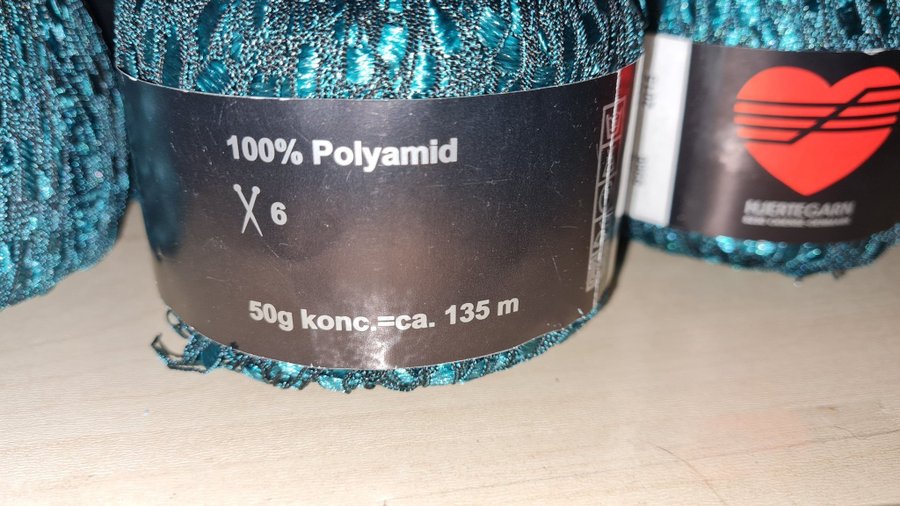 100% Polyamid
6
50g konc.=ca. 135 m
HJERTEGARN